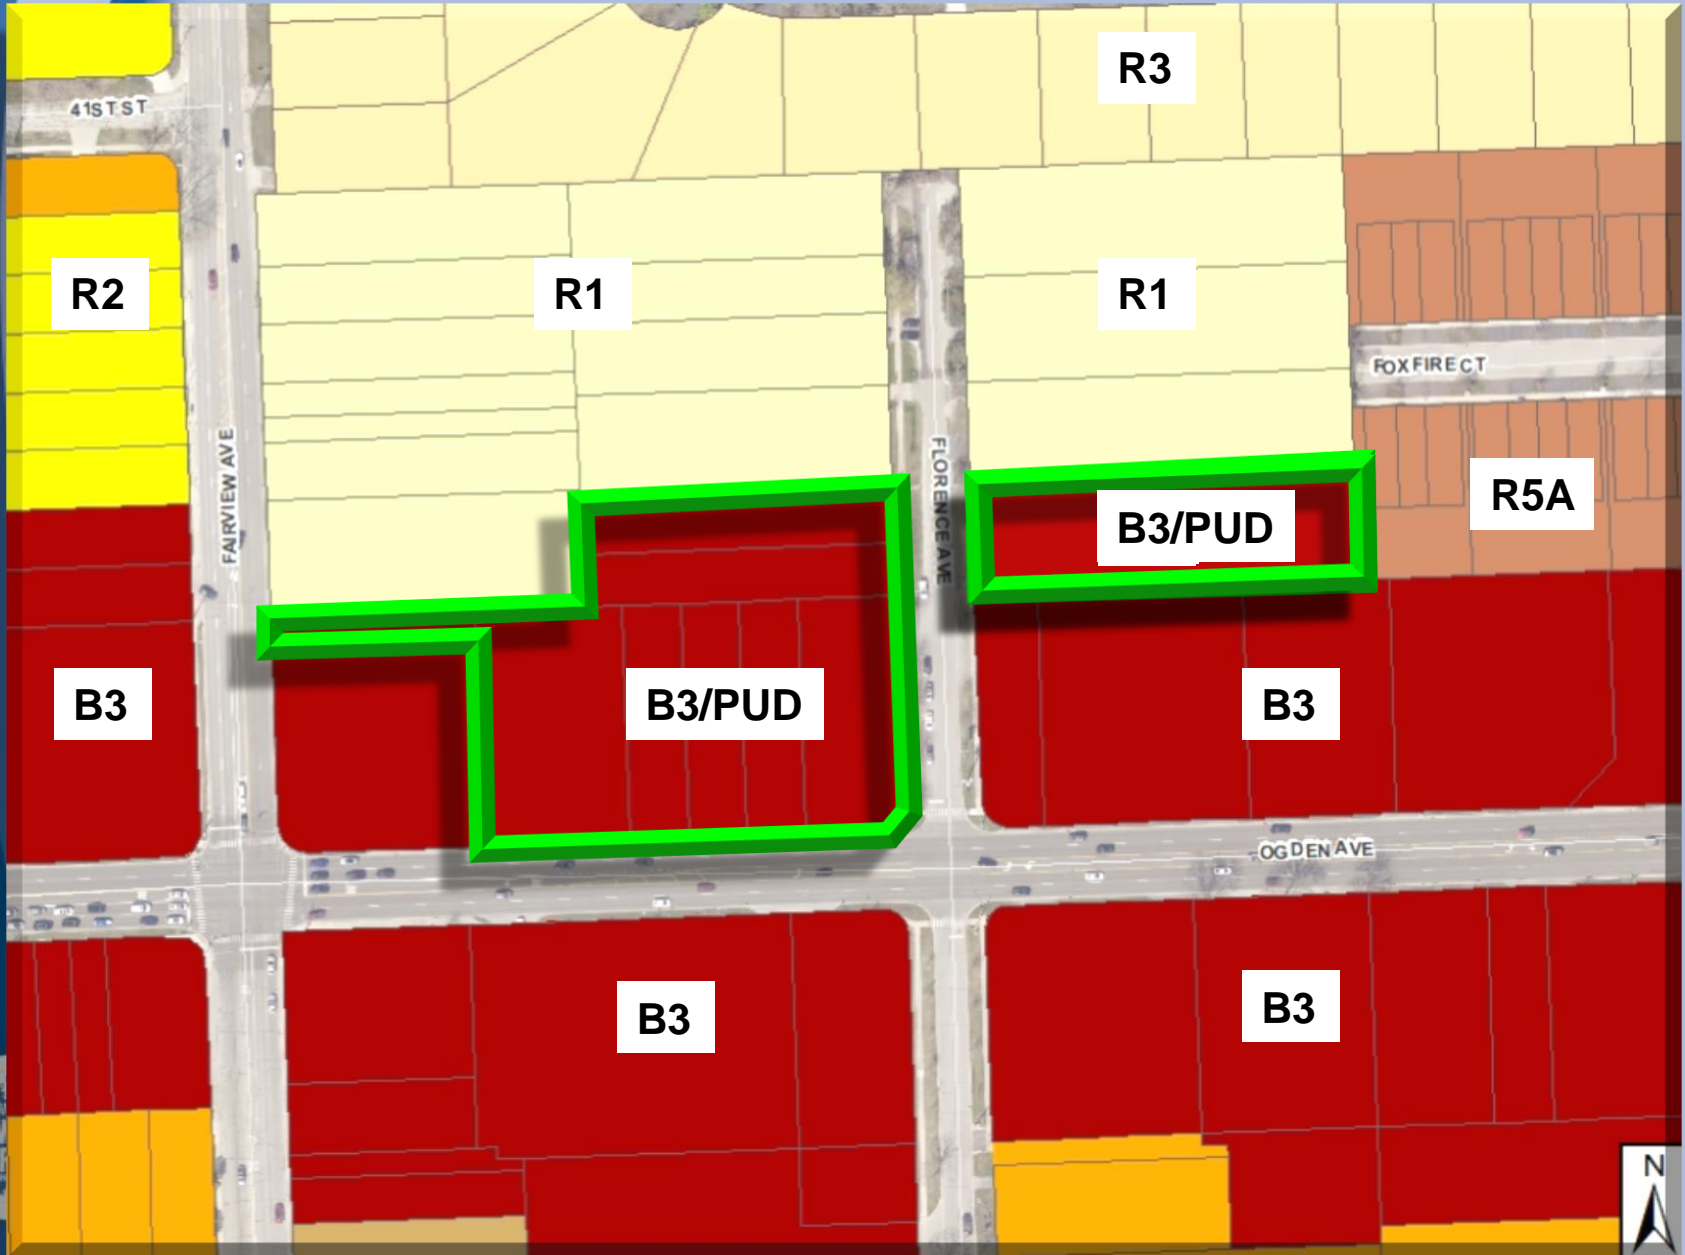 R3
41ST ST
R2
R1
R1
FOXFIRE CT
FAIRVIEW AVE
FLORENCE AVE
R5A
B3/PUD
B3
B3/PUD
B3
OGDEN AVE
B3
B3
N